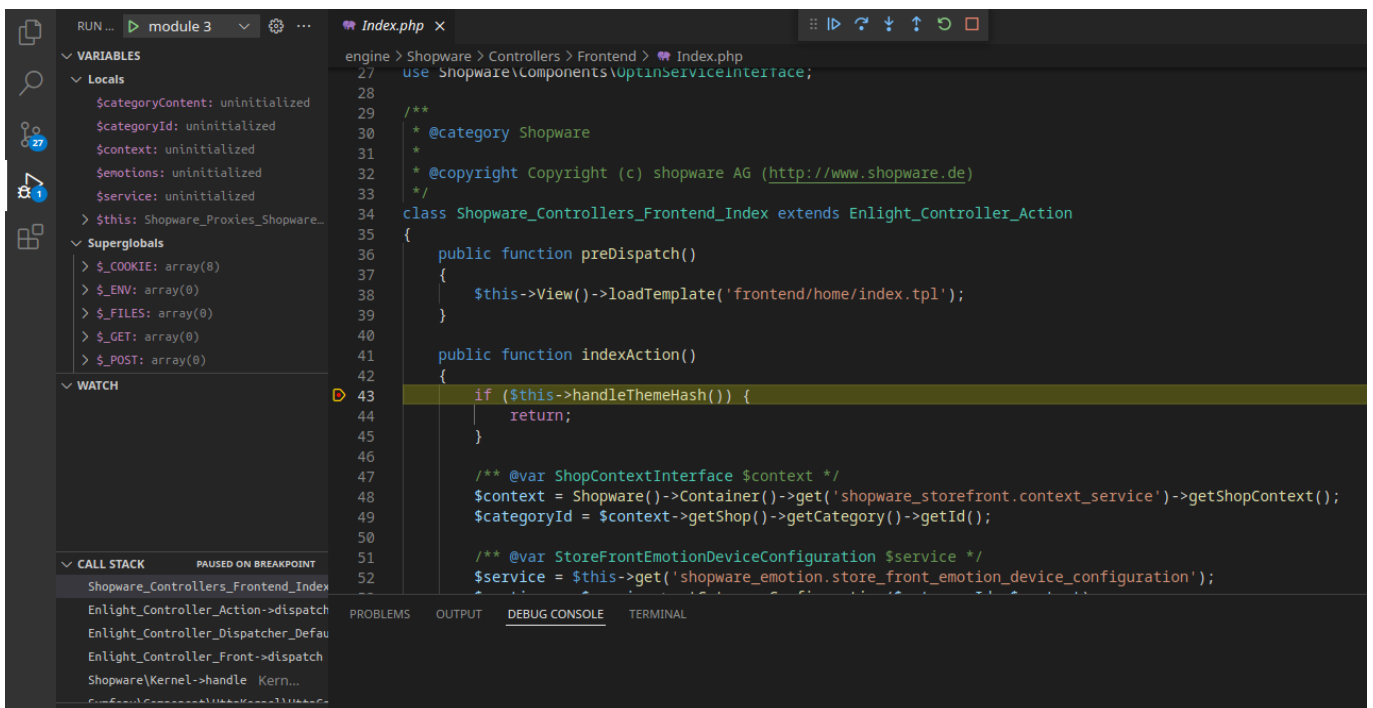 RUN ... module 3 ...
VARIABLES
Locals
$categoryContent: uninitialized
$categoryId: uninitialized
$context: uninitialized
$emotions: uninitialized
$service: uninitialized
$this: Shopware_Proxies_Shopware...
Superglobals
$_COOKIE: array(8)
$_ENV: array(0)
$_FILES: array(0)
$_GET: array(0)
$_POST: array(0)
WATCH
CALL STACK PAUSED ON BREAKPOINT
Shopware_Controllers_Frontend_Index
Enlight_Controller_Action->dispatch
Enlight_Controller_Dispatcher_Defau
Enlight_Controller_Front->dispatch
Shopware\Kernel->handle Kern...
27
1
Index.php ×
engine > Shopware > Controllers > Frontend > Index.php
27 use Shopware\Components\OptinServiceInterface;
28
29 /**
30 * @category Shopware
31 *
32 * @copyright Copyright (c) shopware AG (http://www.shopware.de)
33 */
34 class Shopware_Controllers_Frontend_Index extends Enlight_Controller_Action
35 {
36 public function preDispatch()
37 {
38 $this->View()->loadTemplate('frontend/home/index.tpl');
39 }
40
41 public function indexAction()
42 {
43 if ($this->handleThemeHash()) {
44 return;
45 }
46
47 /** @var ShopContextInterface $context */
48 $context = Shopware()->Container()->get('shopware_storefront.context_service')->getShopContext();
49 $categoryId = $context->getShop()->getCategory()->getId();
50
51 /** @var StoreFrontEmotionDeviceConfiguration $service */
52 $service = $this->get('shopware_emotion.store_front_emotion_device_configuration');
PROBLEMS OUTPUT DEBUG CONSOLE TERMINAL